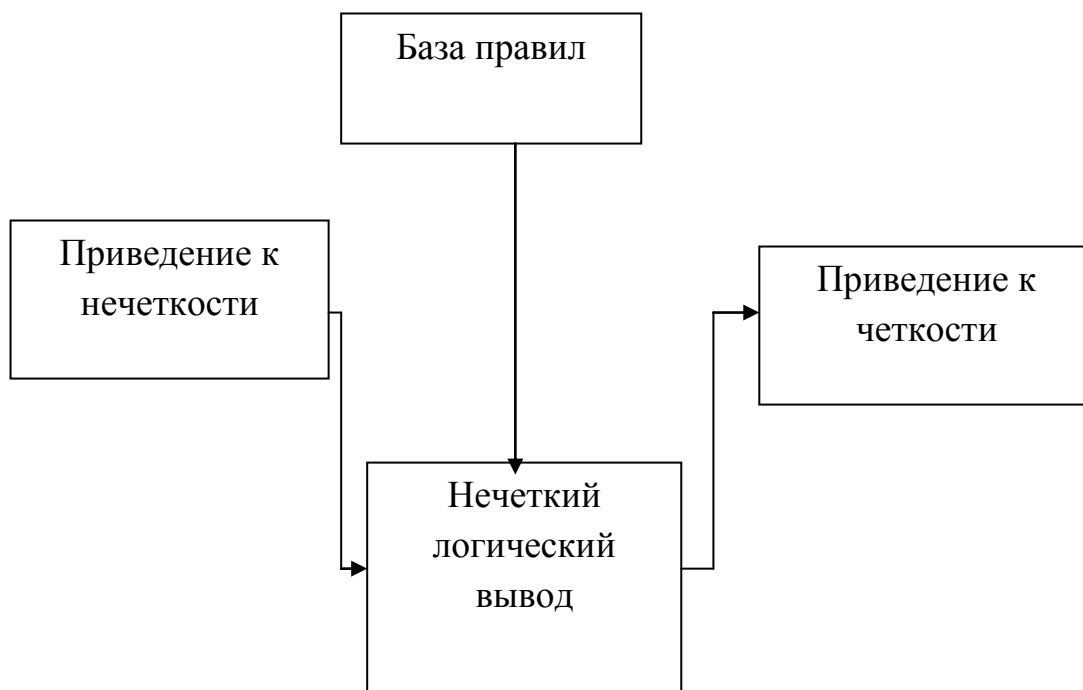 База правил
Приведение к
нечеткости
Приведение к
четкости
Нечеткий
логический
вывод